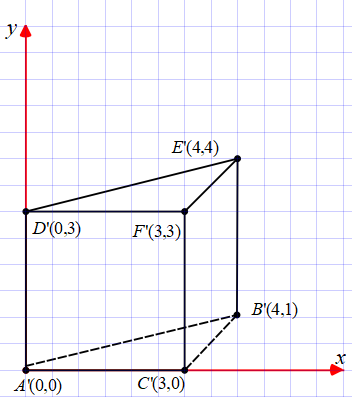 y
E'(4,4)
D'(0,3)
F'(3,3)
B'(4,1)
x
A'(0,0)
C'(3,0)